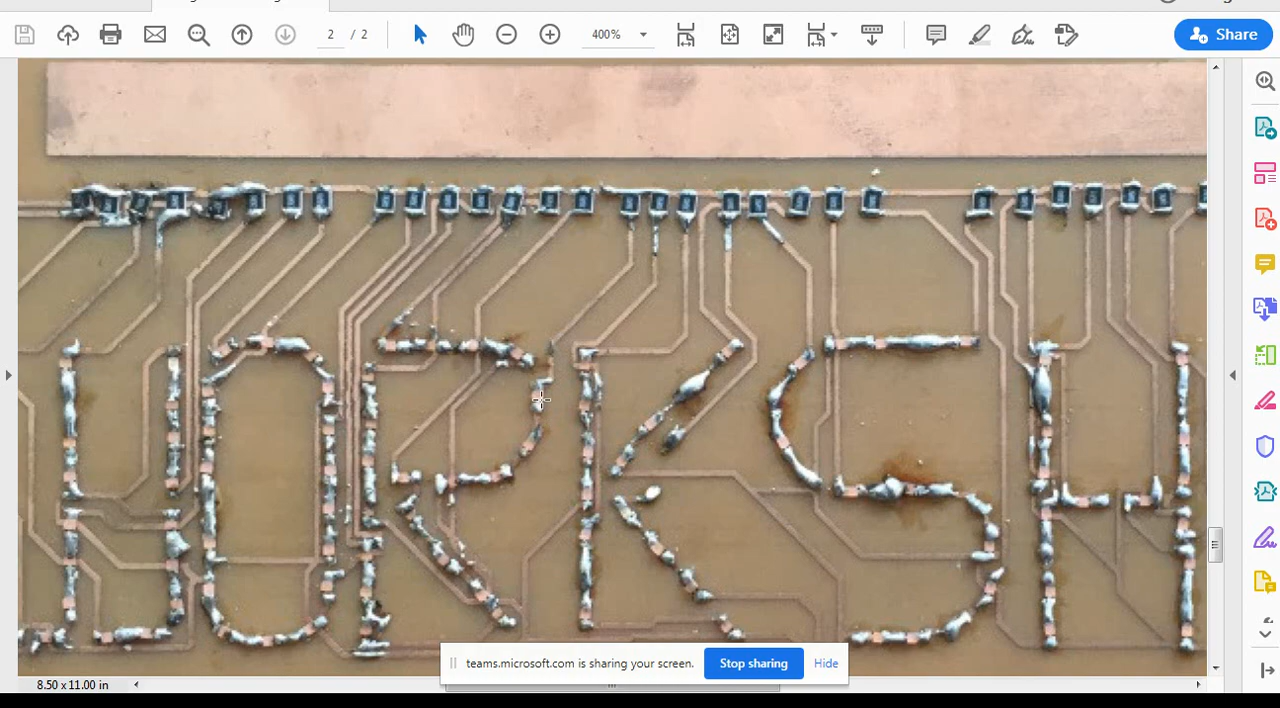 2 / 2
400%
Share
WORKSH
teams.microsoft.com is sharing your screen.
Stop sharing
Hide
8.50 x 11.00 in